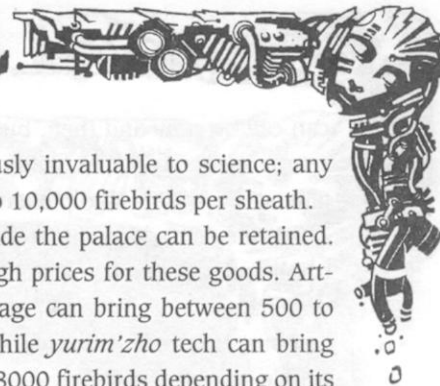 usly invaluable to science; any
o 10,000 firebirds per sheath.
de the palace can be retained.
gh prices for these goods. Art-
age can bring between 500 to
hile yurim'zho tech can bring
3000 firebirds depending on its